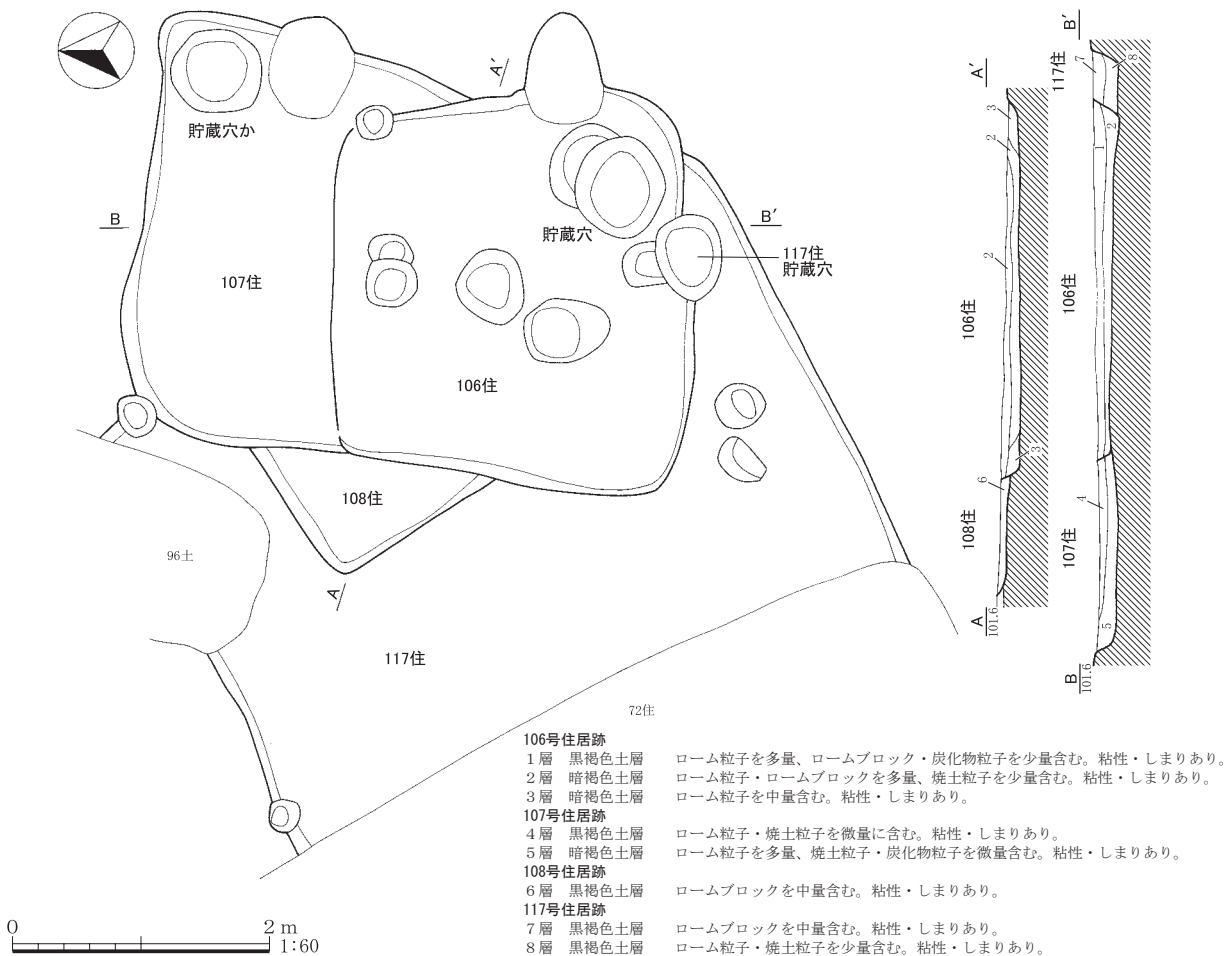 貯蔵穴か
A′
B
B′
貯蔵穴
117住
貯蔵穴
107住
106住
108住
A
96土
117住
72住
A′
3
2
2
106住
3
6
108住
A
101.6
B′
117住
7
8
2
1
106住
4
107住
5
B
101.6
106号住居跡
1層 黒褐色土層 ローム粒子を多量、ロームブロック・炭化物粒子を少量含む。粘性・しまりあり。
2層 暗褐色土層 ローム粒子・ロームブロックを多量、焼土粒子を少量含む。粘性・しまりあり。
3層 暗褐色土層 ローム粒子を中量含む。粘性・しまりあり。
107号住居跡
4層 黒褐色土層 ローム粒子・焼土粒子を微量に含む。粘性・しまりあり。
5層 暗褐色土層 ローム粒子を多量、焼土粒子・炭化物粒子を微量含む。粘性・しまりあり。
108号住居跡
6層 黒褐色土層 ロームブロックを中量含む。粘性・しまりあり。
117号住居跡
7層 黒褐色土層 ロームブロックを中量含む。粘性・しまりあり。
8層 黒褐色土層 ローム粒子・焼土粒子を少量含む。粘性・しまりあり。
0 2 m
1:60